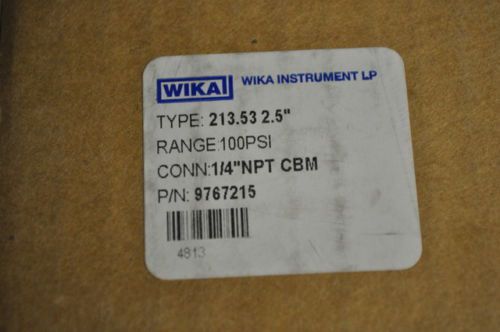 WIKA WIKA INSTRUMENT LP
TYPE: 213.53 2.5"
RANGE:100PSI
CONN:1/4"NPT CBM
P/N: 9767215
4813